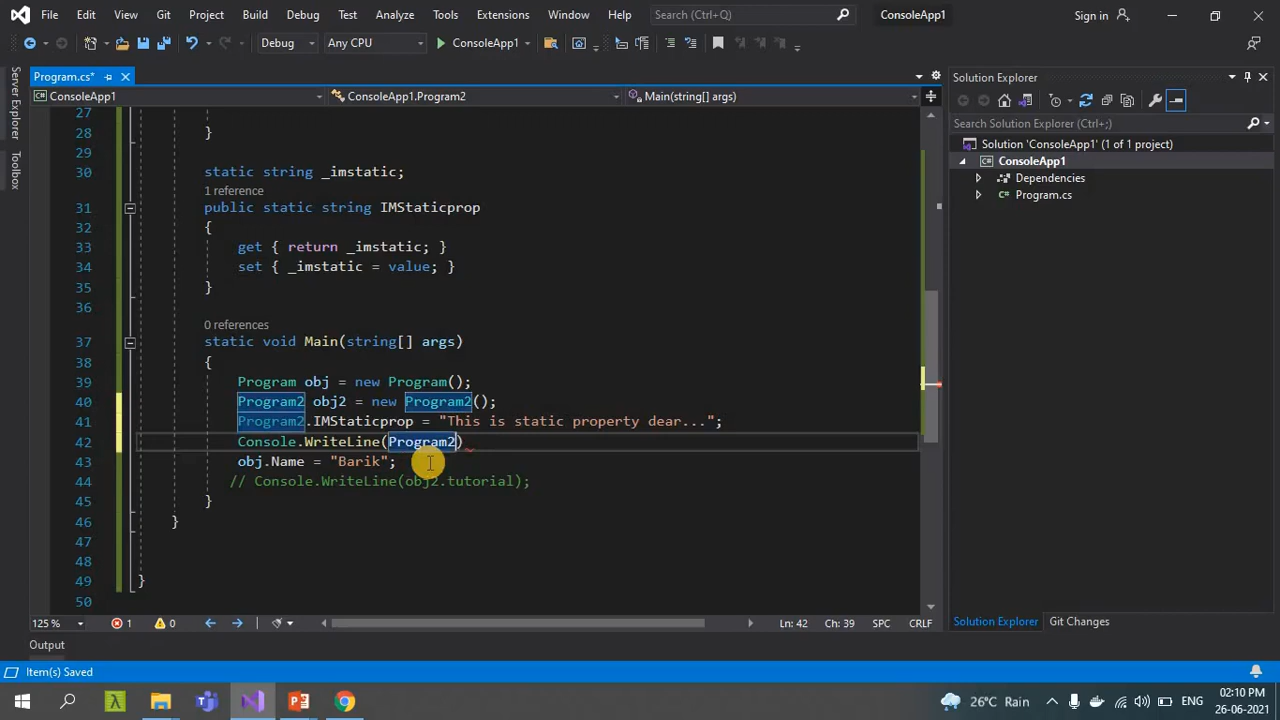 File Edit View Git Project Build Debug Test Analyze Tools Extensions Window Help Search (Ctrl+Q) ConsoleApp1 Sign in
Debug Any CPU ConsoleApp1
Server Explorer
Toolbox
Program.cs*
ConsoleApp1 ConsoleApp1.Program2 Main(string[] args)
27
28 }
29
30 static string _imstatic;
1 reference
31 public static string IMStaticprop
32 {
33 get { return _imstatic; }
34 set { _imstatic = value; }
35 }
36
0 references
37 static void Main(string[] args)
38 {
39 Program obj = new Program();
40 Program2 obj2 = new Program2();
41 Program2.IMStaticprop = "This is static property dear...";
42 Console.WriteLine(Program2)
43 obj.Name = "Barik";
44 // Console.WriteLine(obj2.tutorial);
45 }
46 }
47
48
49 }
50
125 % 1 0 Ln: 42 Ch: 39 SPC CRLF
Output
Solution Explorer
Search Solution Explorer (Ctrl+;)
Solution 'ConsoleApp1' (1 of 1 project)
ConsoleApp1
Dependencies
Program.cs
Solution Explorer Git Changes
Item(s) Saved
26°C Rain ENG 02:10 PM
26-06-2021